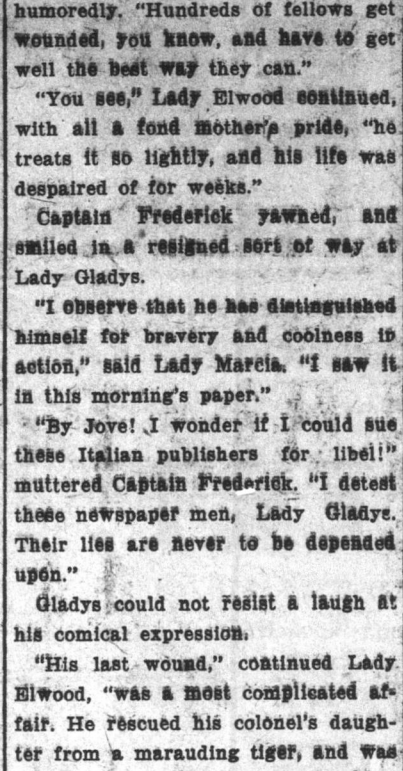 humoredly. "Hundreds of fellows get
wounded, you know, and have to get
well the best way they can."
"You see," Lady Elwood continued,
with all a fond mother's pride, "he
treats it so lightly, and his life was
despaired of for weeks."
Captain Frederick yawned, and
smiled in a resigned sort of way at
Lady Gladys.
"I observe that he has distinguished
himself for bravery and coolness in
action," said Lady Marcia. "I saw it
in this morning's paper."
"By Jove! I wonder if I could sue
these Italian publishers for libel!"
muttered Captain Frederick. "I detest
these newspaper men, Lady Gladys.
Their lies are never to be depended
upon."
Gladys could not resist a laugh at
his comical expression.
"His last wound," continued Lady
Elwood, "was a most complicated af-
fair. He rescued his colonel's daugh-
ter from a marauding tiger, and was